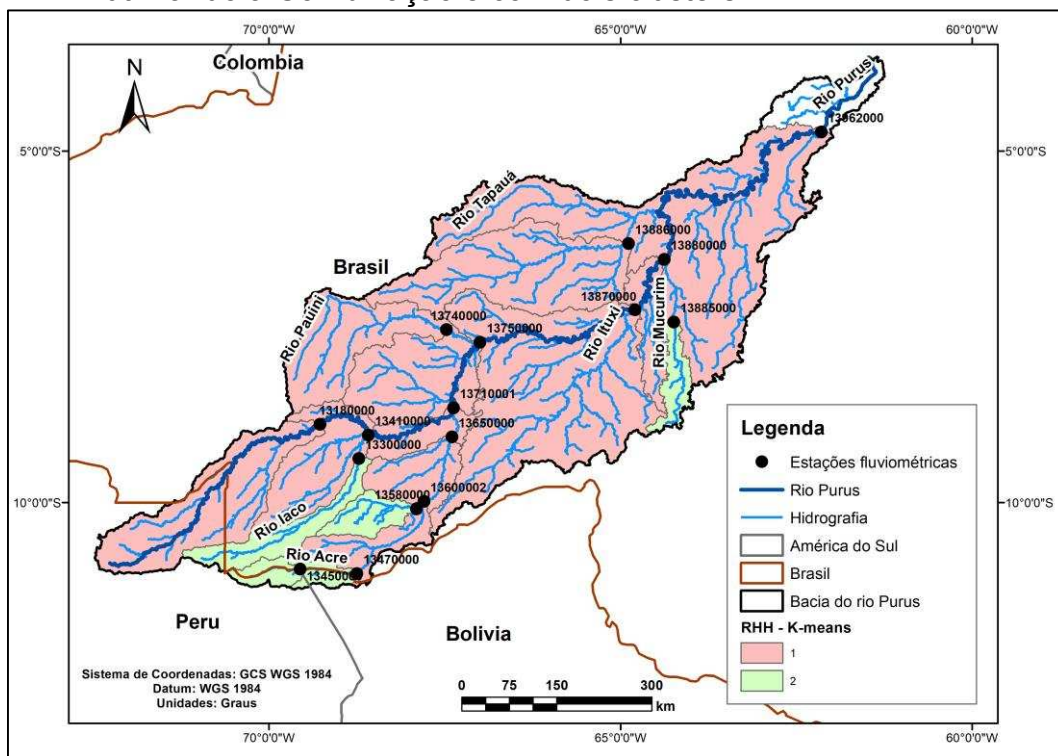 com dois clusters
70°0'0"W
65°0'0"W
60°0'0"W
Colombia
N
Rio Purus
13962000
5°0'0"S
5°0'0"S
Rio Tapauá
13886000
13880000
Brasil
13870000
13885000
Rio Pauini
13740000
13750000
Rio Ituxi
Rio Mucurim
13710001
13180000
13410000
13650000
13300000
Legenda
Estações fluviométricas
Rio Purus
Hidrografia
América do Sul
Brasil
Bacia do rio Purus
RHH - K-means
1
2
10°0'0"S
10°0'0"S
13600002
13580000
Rio Iaco
Rio Acre
13470000
13450000
Peru
Bolivia
Sistema de Coordenadas: GCS WGS 1984
Datum: WGS 1984
Unidades: Graus
0 75 150 300
km
70°0'0"W
65°0'0"W
60°0'0"W